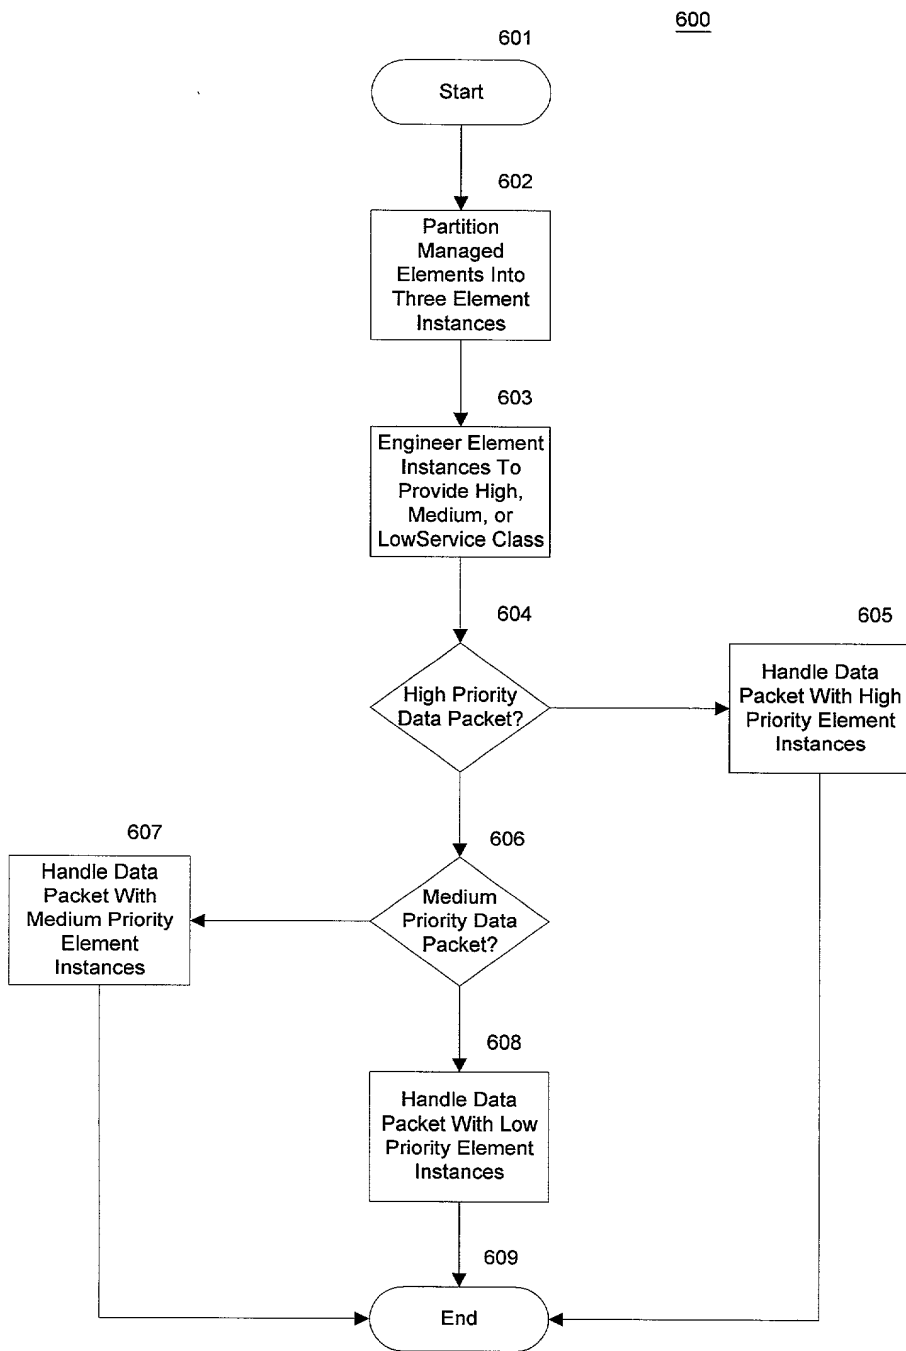 600
601
Start
602
Partition
Managed
Elements Into
Three Element
Instances
603
Engineer Element
Instances To
Provide High,
Medium, or
LowService Class
604
High Priority
Data Packet?
605
Handle Data
Packet With High
Priority Element
Instances
606
Medium
Priority Data
Packet?
607
Handle Data
Packet With
Medium Priority
Element
Instances
608
Handle Data
Packet With Low
Priority Element
Instances
609
End